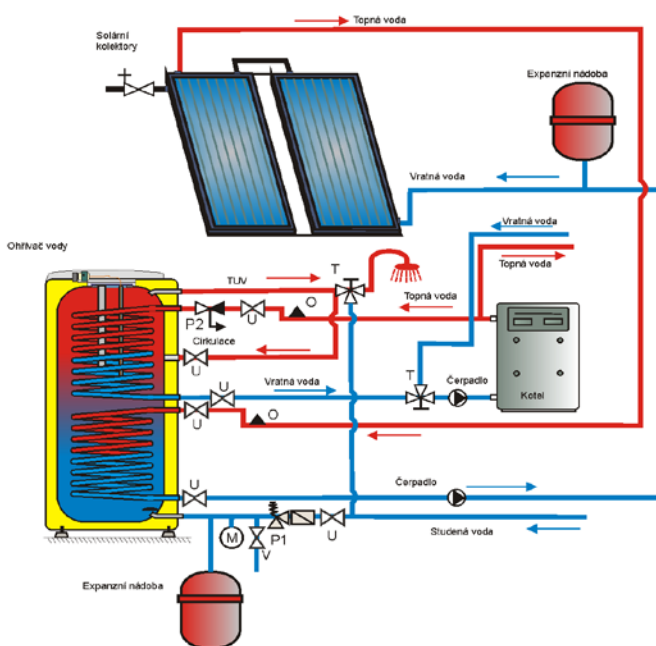 Topná voda
Solární
kolektory
Expanzní nádoba
Vratná voda
Vratná voda
Ohřívač vody
T
TUV
Topná voda
Topná voda
O
P2
U
Cirkulace
U
T
Vratná voda
U
Čerpadlo
Kotel
U
O
U
Čerpadlo
M
P1
U
Studená voda
V
Expanzní nádoba